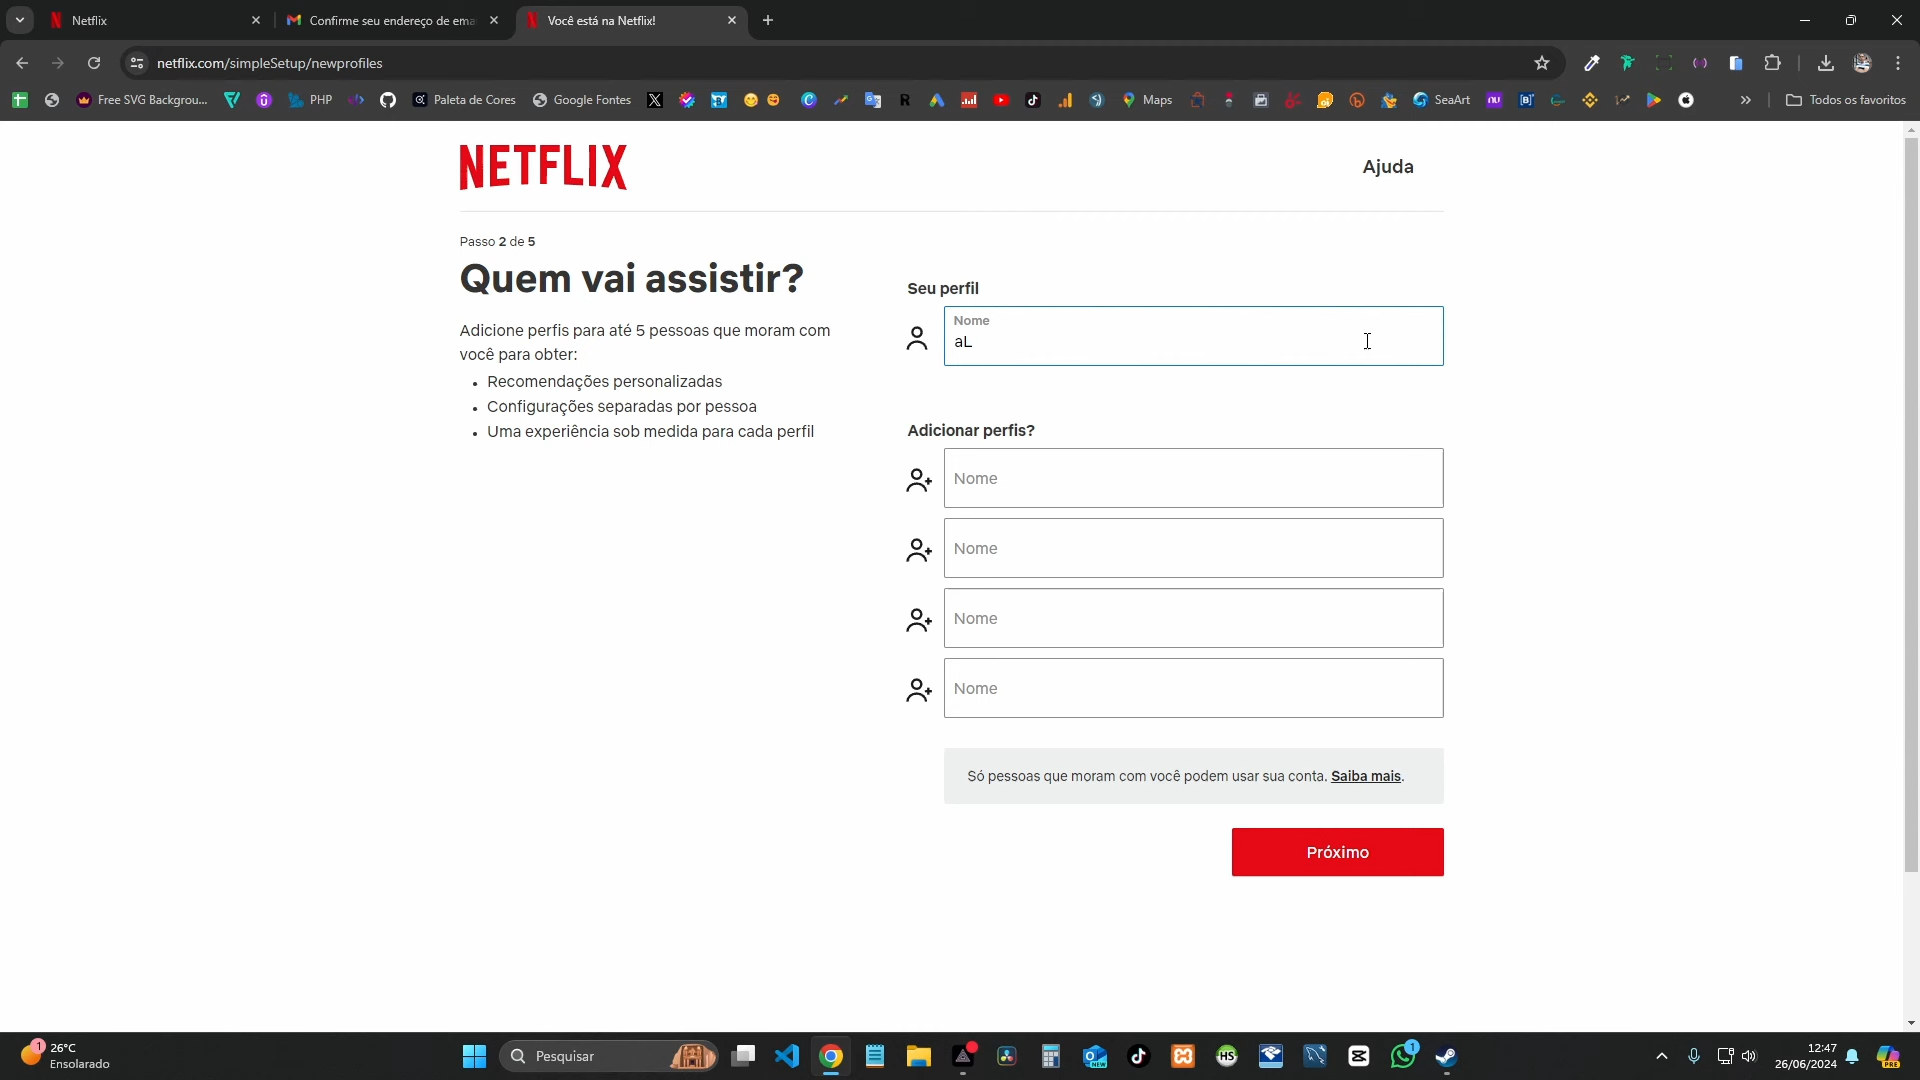 Netflix
Confirme seu endereço de ema
Você está na Netflix!
netflix.com/simpleSetup/newprofiles
Free SVG Backgrou...
PHP
Paleta de Cores
Google Fontes
Maps
SeaArt
Todos os favoritos
NETFLIX
Ajuda
Passo 2 de 5
Quem vai assistir?
Adicione perfis para até 5 pessoas que moram com
você para obter:
Recomendações personalizadas
Configurações separadas por pessoa
Uma experiência sob medida para cada perfil
Seu perfil
Nome
aL
Adicionar perfis?
Nome
Nome
Nome
Nome
Só pessoas que moram com você podem usar sua conta. Saiba mais.
Próximo
1
26°C
Ensolarado
Pesquisar
1
12:47
26/06/2024